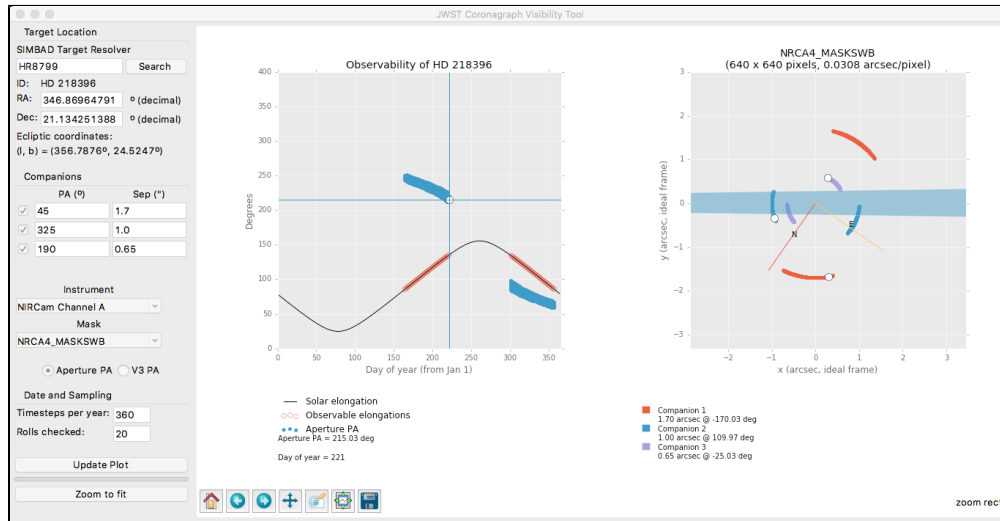 JWST Coronagraph Visibility Tool
Target Location
SIMBAD Target Resolver
HR8799 Search
ID: HD 218396
RA: 346.86964791 º (decimal)
Dec: 21.134251388 º (decimal)
Ecliptic coordinates:
(l, b) = (356.7876º, 24.5247º)
Companions
PA (º) Sep (")
45 1.7
325 1.0
190 0.65
Instrument
NIRCam Channel A
Mask
NRCA4_MASKSWB
Aperture PA V3 PA
Date and Sampling
Timesteps per year: 360
Rolls checked: 20
Update Plot
Zoom to fit
Observability of HD 218396
400
350
300
250
200
150
100
50
0
Degrees
0 50 100 150 200 250 300 350
Day of year (from Jan 1)
Solar elongation
Observable elongations
Aperture PA
Aperture PA = 215.03 deg
Day of year = 221
NRCA4_MASKSWB
(640 x 640 pixels, 0.0308 arcsec/pixel)
3
2
1
0
−1
−2
−3
y (arcsec, ideal frame)
N
E
−2 −1 0 1 2 3
x (arcsec, ideal frame)
Companion 1
1.70 arcsec @ -170.03 deg
Companion 2
1.00 arcsec @ 109.97 deg
Companion 3
0.65 arcsec @ -25.03 deg
zoom rect